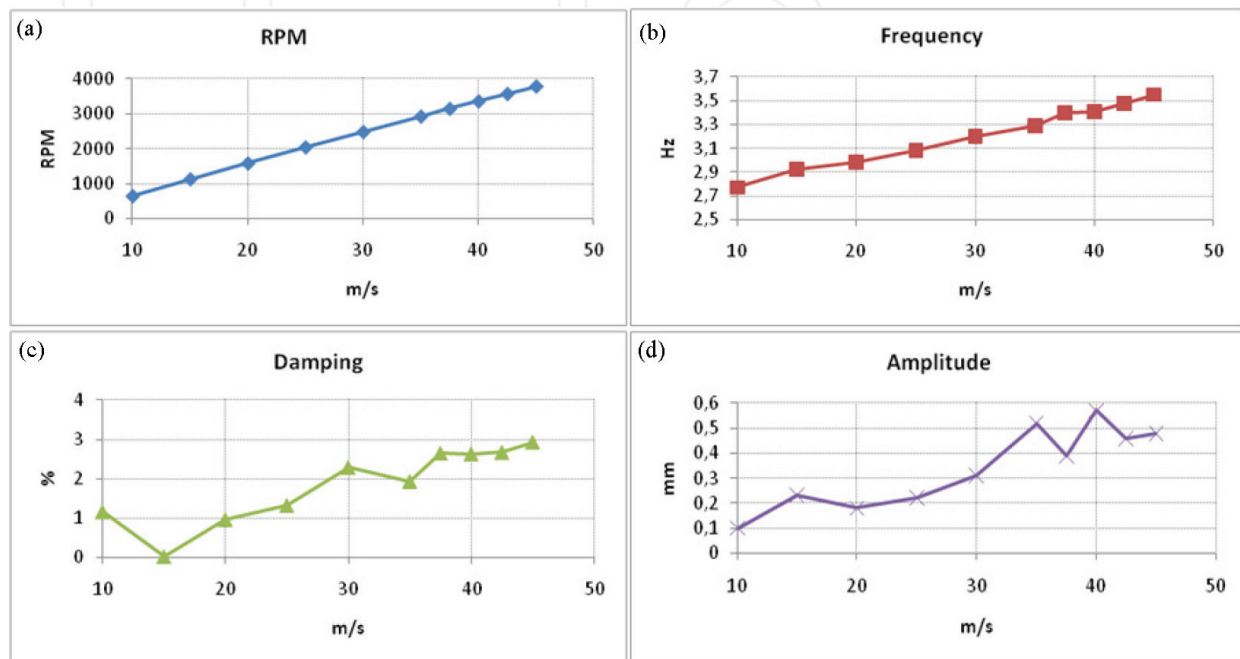 (a)
RPM
RPM
4000
3000
2000
1000
0
10 20 30 40 50
m/s
(b)
Frequency
Hz
3,7
3,5
3,3
3,1
2,9
2,7
2,5
10 20 30 40 50
m/s
(c)
Damping
%
4
3
2
1
0
10 20 30 40 50
m/s
(d)
Amplitude
mm
0,6
0,5
0,4
0,3
0,2
0,1
0
10 20 30 40 50
m/s